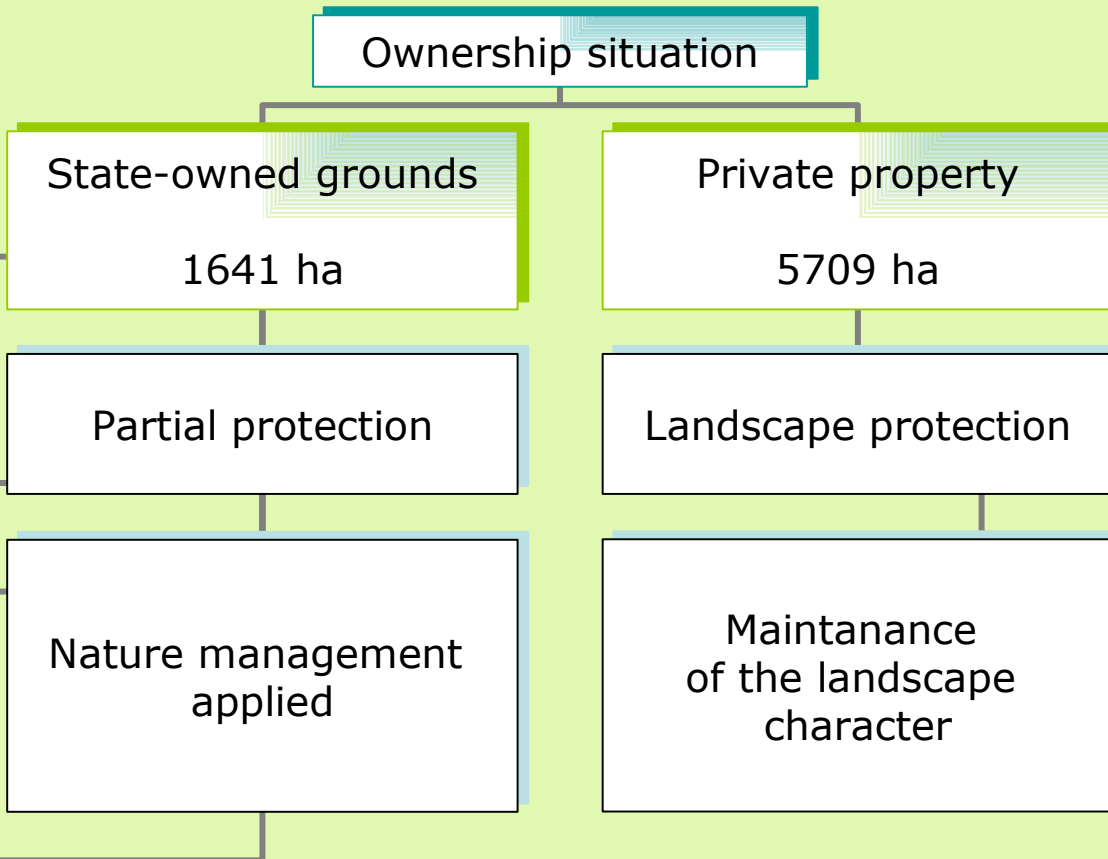 Ownership situation
State-owned grounds
1641 ha
Private property
5709 ha
Partial protection
Landscape protection
Nature management
applied
Maintanance
of the landscape
character